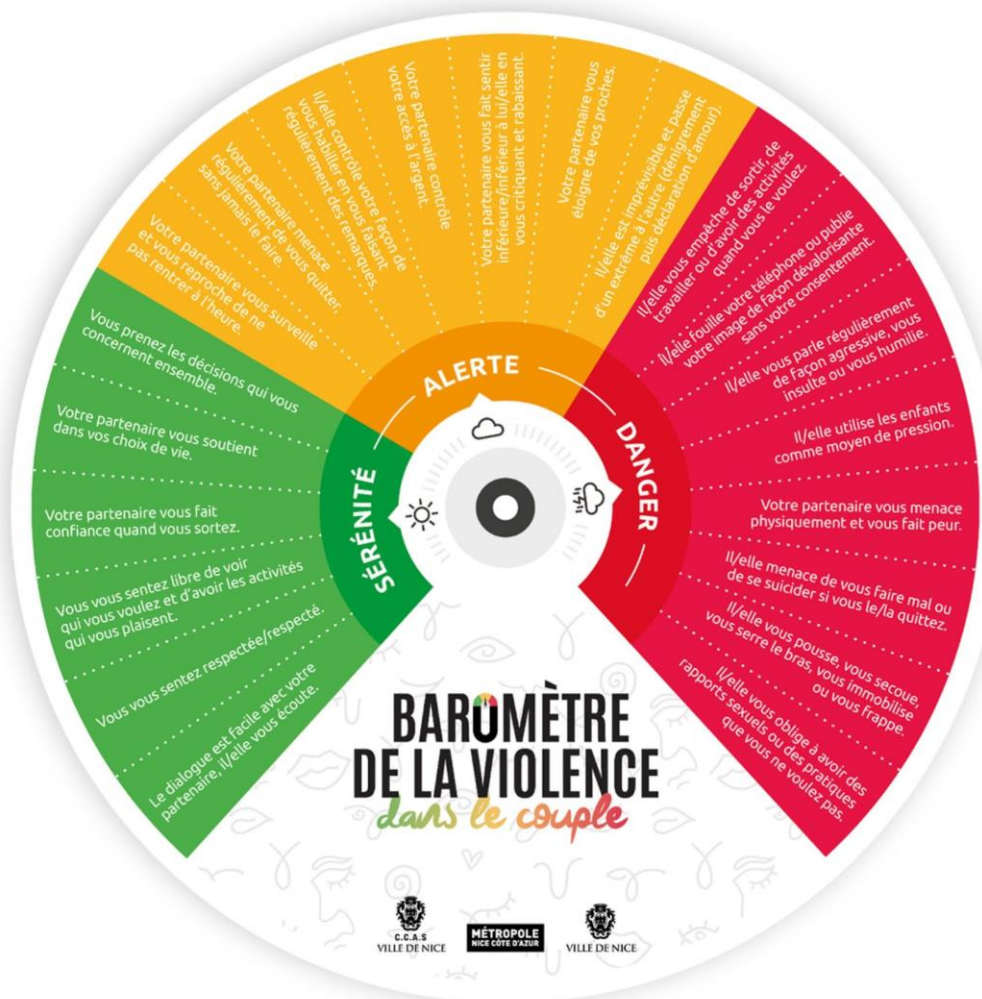 Le dialogue est facile avec votre
partenaire, il/elle vous écoute.
Vous vous sentez respectée/respecté.
Vous vous sentez libre de voir
qui vous voulez et d'avoir les activités
qui vous plaisent.
Votre partenaire vous fait
confiance quand vous sortez.
Votre partenaire vous soutient
dans vos choix de vie.
Vous prenez les décisions qui vous
concernent ensemble.
Votre partenaire vous surveille
et vous reproche de ne
pas rentrer à l'heure.
Votre partenaire menace
régulièrement de vous quitter
sans jamais le faire.
Il/elle contrôle votre façon de
vous habiller en vous faisant
régulièrement des remarques.
Votre partenaire contrôle
votre accès à l'argent.
Votre partenaire vous fait sentir
inférieure/inférieur à lui/elle en
vous critiquant et rabaissant.
Votre partenaire vous
éloigne de vos proches.
Il/elle est imprévisible et passe
d'un extrême à l'autre (dénigrement
puis déclaration d'amour).
Il/elle vous empêche de sortir, de
travailler ou d'avoir des activités
quand vous le voulez.
Il/elle fouille votre téléphone ou publie
votre image de façon dévalorisante
sans votre consentement.
Il/elle vous parle régulièrement
de façon agressive, vous
insulte ou vous humilie.
Il/elle utilise les enfants
comme moyen de pression.
Votre partenaire vous menace
physiquement et vous fait peur.
Il/elle menace de vous faire mal ou
de se suicider si vous le/la quittez.
Il/elle vous pousse, vous secoue,
vous serre le bras, vous immobilise
ou vous frappe.
Il/elle vous oblige à avoir des
rapports sexuels ou des pratiques
que vous ne voulez pas.
SÉRÉNITÉ
ALERTE
DANGER
BAROMÈTRE
DE LA VIOLENCE
dans le couple
C.C.A.S
VILLE DE NICE
MÉTROPOLE
NICE CÔTE D'AZUR
VILLE DE NICE